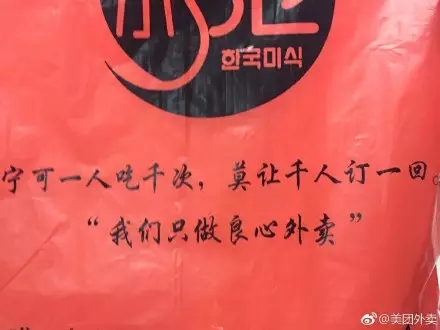 한국미식
宁可一人吃千次，莫让千人订一回。
“我们只做良心外卖”
@美团外卖